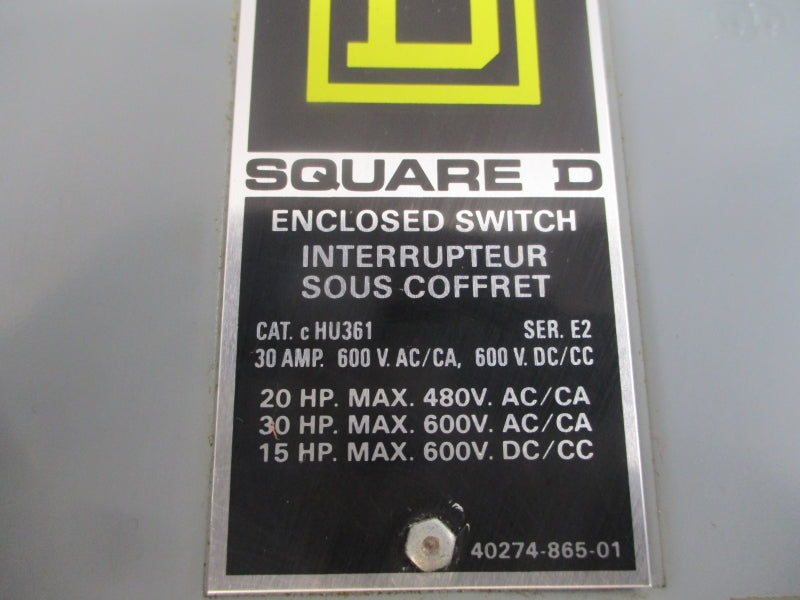 D
SQUARE D
ENCLOSED SWITCH
INTERRUPTEUR
SOUS COFFRET
CAT. c HU361 SER. E2
30 AMP. 600 V. AC/CA, 600 V. DC/CC
20 HP. MAX. 480V. AC/CA
30 HP. MAX. 600V. AC/CA
15 HP. MAX. 600V. DC/CC
40274-865-01